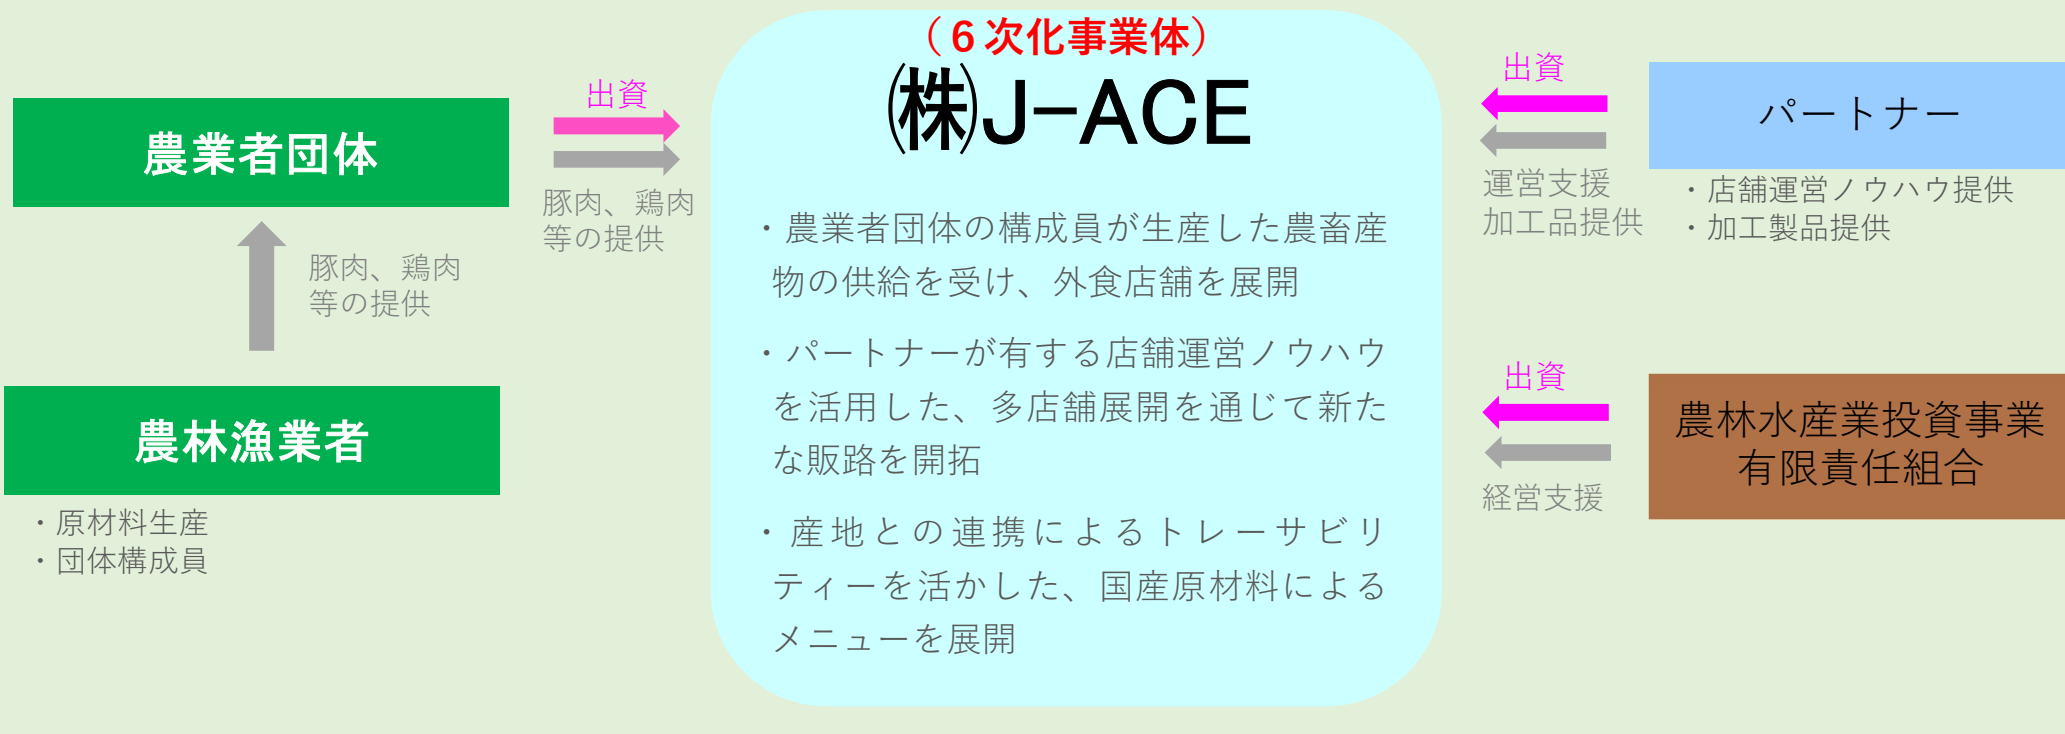 農業者団体
豚肉、鶏肉
等の提供
農林漁業者
・原材料生産
・団体構成員
出資
豚肉、鶏肉
等の提供
（６次化事業体）
㈱J−ACE
・農業者団体の構成員が生産した農畜産
物の供給を受け、外食店舗を展開
・パートナーが有する店舗運営ノウハウ
を活用した、多店舗展開を通じて新た
な販路を開拓
・産地との連携によるトレーサビリ
ティーを活かした、国産原材料による
メニューを展開
出資
運営支援
加工品提供
パートナー
・店舗運営ノウハウ提供
・加工製品提供
出資
経営支援
農林水産業投資事業
有限責任組合